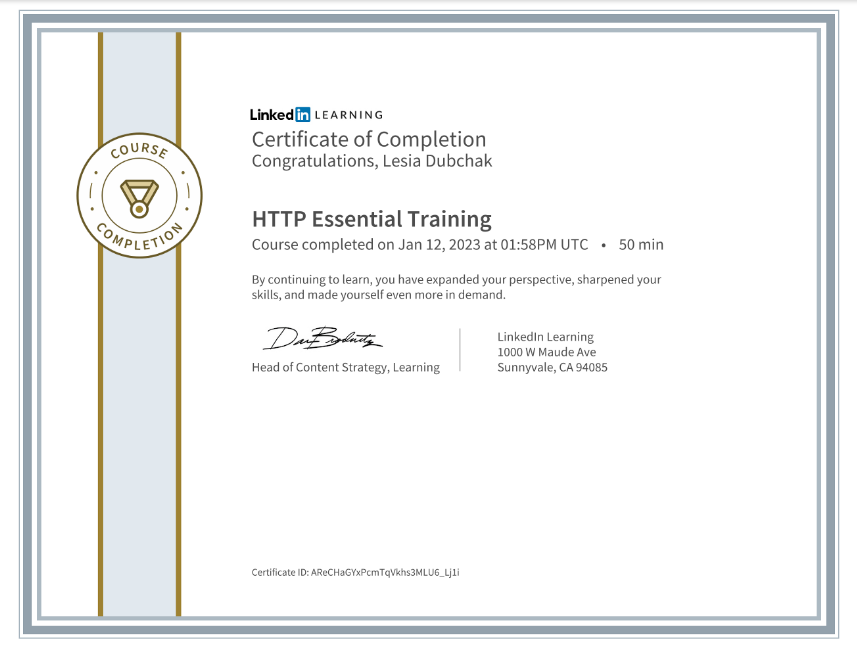 COURSE
COMPLETION
Linked in LEARNING
Certificate of Completion
Congratulations, Lesia Dubchak
HTTP Essential Training
Course completed on Jan 12, 2023 at 01:58PM UTC • 50 min
By continuing to learn, you have expanded your perspective, sharpened your
skills, and made yourself even more in demand.
Head of Content Strategy, Learning
LinkedIn Learning
1000 W Maude Ave
Sunnyvale, CA 94085
Certificate ID: AReCHaGYxPcmTqVkhs3MLU6_Lj1i